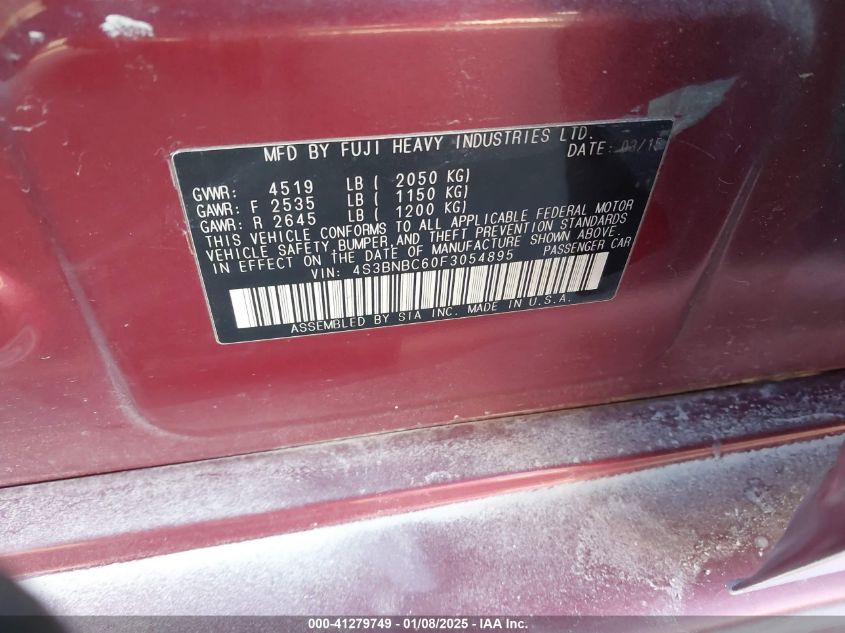 MFD BY FUJI HEAVY INDUSTRIES LTD.
DATE: 03/15
GVWR: 4519 LB ( 2050 KG)
GAWR: F 2535 LB ( 1150 KG)
GAWR: R 2645 LB ( 1200 KG)
THIS VEHICLE CONFORMS TO ALL APPLICABLE FEDERAL MOTOR
VEHICLE SAFETY, BUMPER, AND THEFT PREVENTION STANDARDS
IN EFFECT ON THE DATE OF MANUFACTURE SHOWN ABOVE.
VIN: 4S3BNBC60F3054895 PASSENGER CAR
ASSEMBLED BY SIA INC. MADE IN U.S.A.
000-41279749 - 01/08/2025 - IAA Inc.